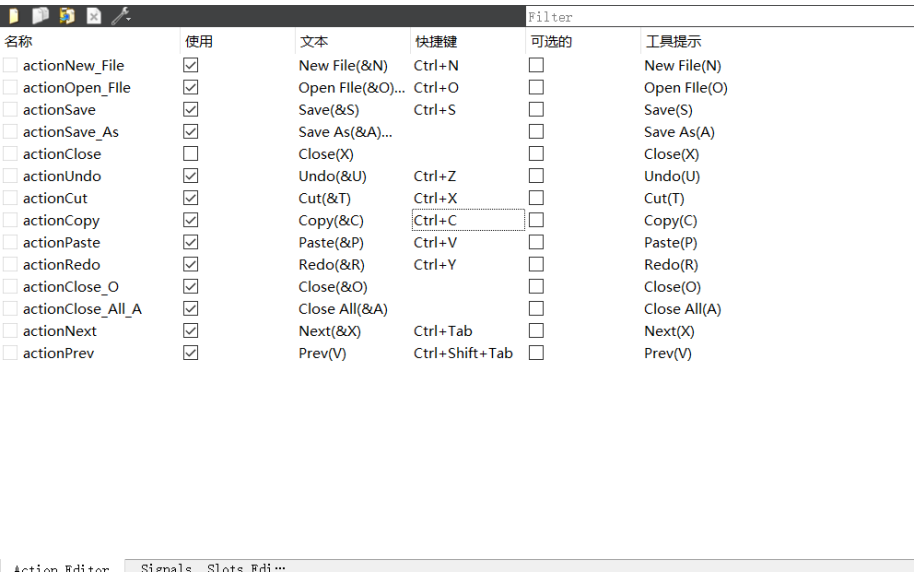 Filter
名称 使用 文本 快捷键 可选的 工具提示
actionNew_File New File(&N) Ctrl+N New File(N)
actionOpen_FIle Open FIle(&O)... Ctrl+O Open FIle(O)
actionSave Save(&S) Ctrl+S Save(S)
actionSave_As Save As(&A)... Save As(A)
actionClose Close(X) Close(X)
actionUndo Undo(&U) Ctrl+Z Undo(U)
actionCut Cut(&T) Ctrl+X Cut(T)
actionCopy Copy(&C) Ctrl+C Copy(C)
actionPaste Paste(&P) Ctrl+V Paste(P)
actionRedo Redo(&R) Ctrl+Y Redo(R)
actionClose_O Close(&O) Close(O)
actionClose_All_A Close All(&A) Close All(A)
actionNext Next(&X) Ctrl+Tab Next(X)
actionPrev Prev(V) Ctrl+Shift+Tab Prev(V)
Action Editor Signals Slots Edi…